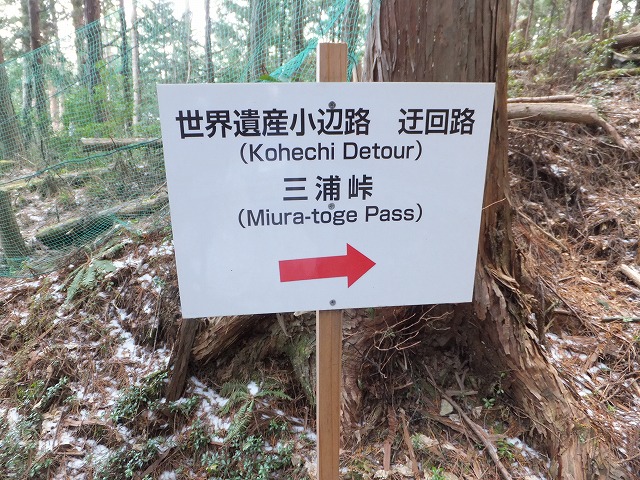 世界遺産小辺路　迂回路
(Kohechi Detour)
三浦峠
(Miura-toge Pass)